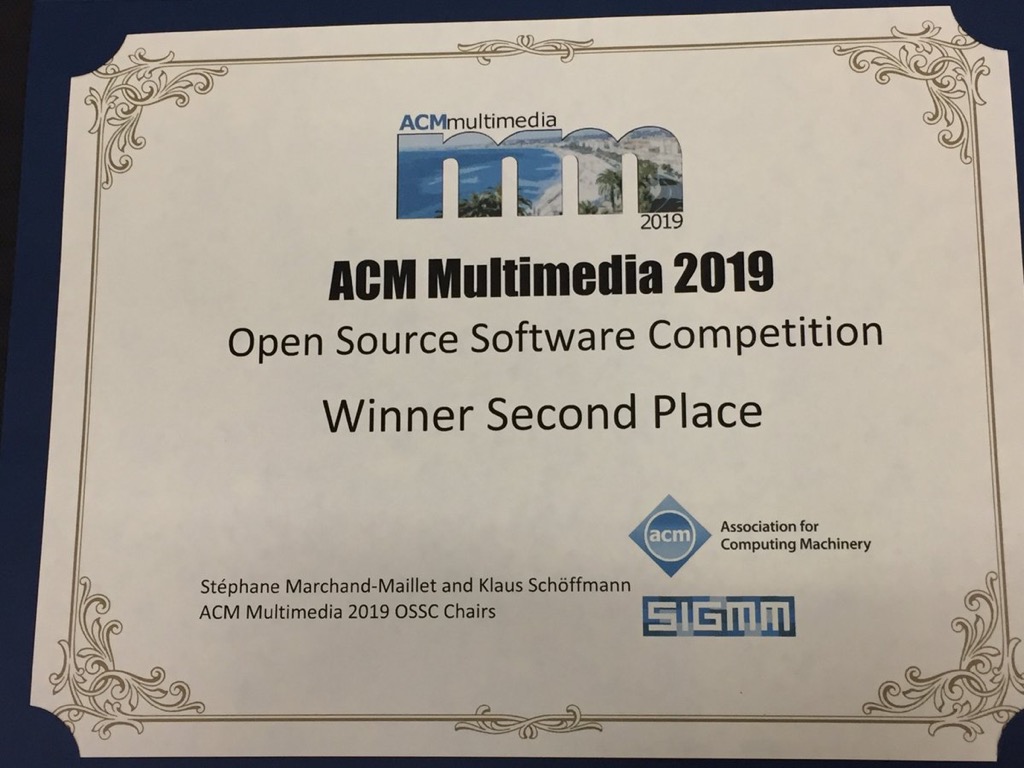 ACMmultimedia
mm
2019
ACM Multimedia 2019
Open Source Software Competition
Winner Second Place
acm
Association for
Computing Machinery
Stéphane Marchand-Maillet and Klaus Schöffmann
ACM Multimedia 2019 OSSC Chairs
SIGMM